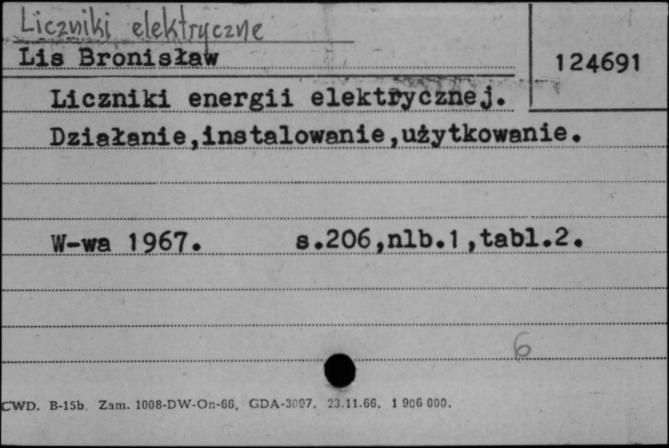 Liczniki elektryczne
Lis Bronisław
124691
Liczniki energii elektrycznej.
Działanie,instalowanie,użytkowanie.
W-wa 1967. s.206,nlb.1,tabl.2.
6
CWD. B-15b. Zam. 1008-DW-On-66, GDA-3097. 23.11.66. 1 906 000.